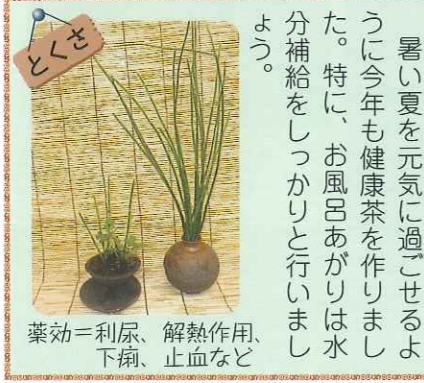 暑い夏を元気に過ごせるよ
うに今年も健康茶を作りまし
た。特に、お風呂あがりは水
分補給をしっかりと行いまし
ょう。
とくさ
薬効＝利尿、解熱作用、
下痢、止血など